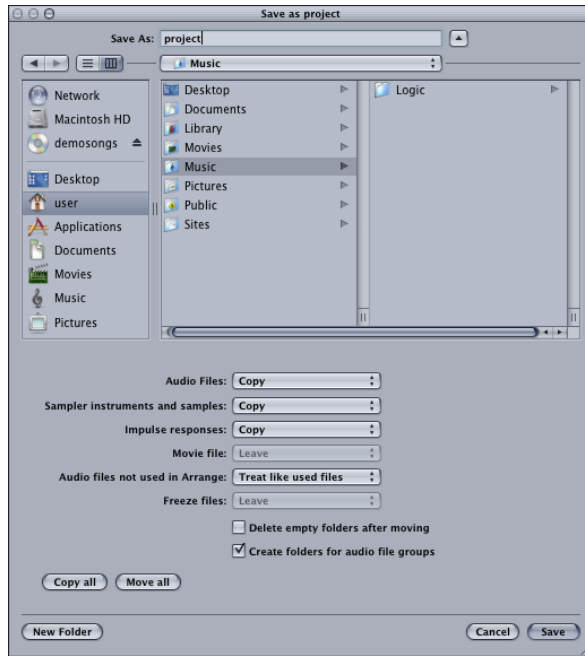 Save as project
Save As: project
Music
Network
Macintosh HD
demosongs
Desktop
user
Applications
Documents
Movies
Music
Pictures
Desktop
Documents
Library
Movies
Music
Pictures
Public
Sites
Logic
Audio Files: Copy
Sampler instruments and samples: Copy
Impulse responses: Copy
Movie file: Leave
Audio files not used in Arrange: Treat like used files
Freeze files: Leave
Delete empty folders after moving
Create folders for audio file groups
Copy all Move all
New Folder Cancel Save